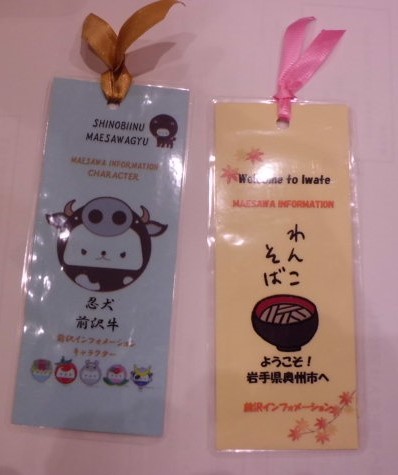 SHINOBIINU
MAESAWAGYU
MAESAWA INFORMATION
CHARACTER
忍犬
前沢牛
前沢インフォメーション
キャラクター
Welcome to Iwate
MAESAWA INFORMATION
わんこ
そば
ようこそ!
岩手県奥州市へ
前沢インフォメーション